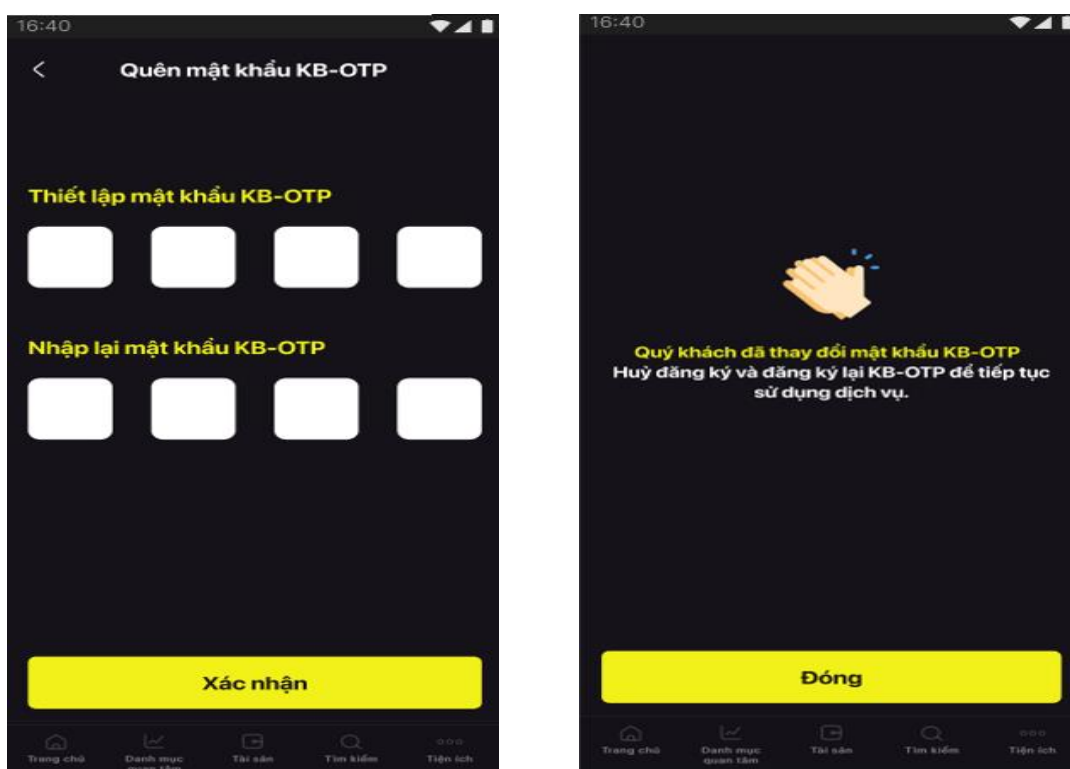 16:40
Quên mật khẩu KB-OTP
Thiết lập mật khẩu KB-OTP
Nhập lại mật khẩu KB-OTP
Xác nhận
Trang chủ
Danh mục
quan tâm
Tài sản
Tìm kiếm
Tiện ích
16:40
Quý khách đã thay đổi mật khẩu KB-OTP
Huỷ đăng ký và đăng ký lại KB-OTP để tiếp tục
sử dụng dịch vụ.
Đóng
Trang chủ
Danh mục
quan tâm
Tài sản
Tìm kiếm
Tiện ích